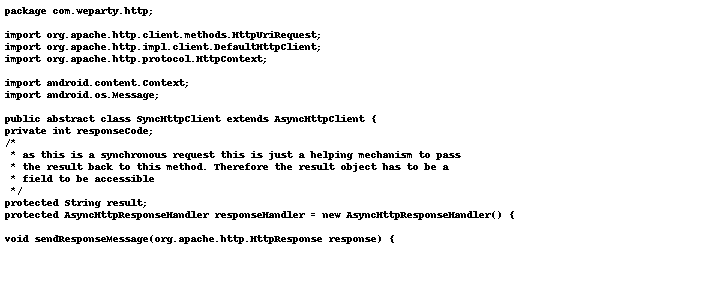 package com.weparty.http;

import org.apache.http.client.methods.HttpUriRequest;
import org.apache.http.impl.client.DefaultHttpClient;
import org.apache.http.protocol.HttpContext;

import android.content.Context;
import android.os.Message;

public abstract class SyncHttpClient extends AsyncHttpClient {
private int responseCode;
/*
 * as this is a synchronous request this is just a helping mechanism to pass
 * the result back to this method. Therefore the result object has to be a
 * field to be accessible
 */
protected String result;
protected AsyncHttpResponseHandler responseHandler = new AsyncHttpResponseHandler() {

void sendResponseMessage(org.apache.http.HttpResponse response) {